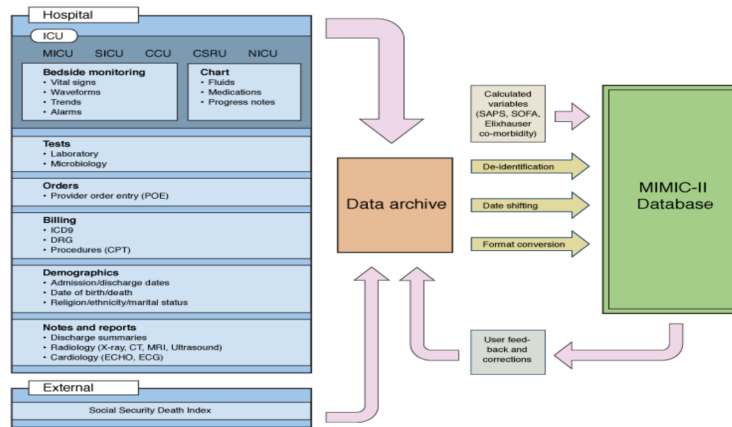 Hospital
ICU
MICU SICU CCU CSRU NICU
Bedside monitoring
• Vital signs
• Waveforms
• Trends
• Alarms
Chart
• Fluids
• Medications
• Progress notes
Tests
• Laboratory
• Microbiology
Orders
• Provider order entry (POE)
Billing
• ICD9
• DRG
• Procedures (CPT)
Demographics
• Admission/discharge dates
• Date of birth/death
• Religion/ethnicity/marital status
Notes and reports
• Discharge summaries
• Radiology (X-ray, CT, MRI, Ultrasound)
• Cardiology (ECHO, ECG)
External
Social Security Death Index
Data archive
Calculated
variables
(SAPS, SOFA,
Elixhauser
co-morbidity)
De-identification
Date shifting
Format conversion
User feed-
back and
corrections
MIMIC-II
Database